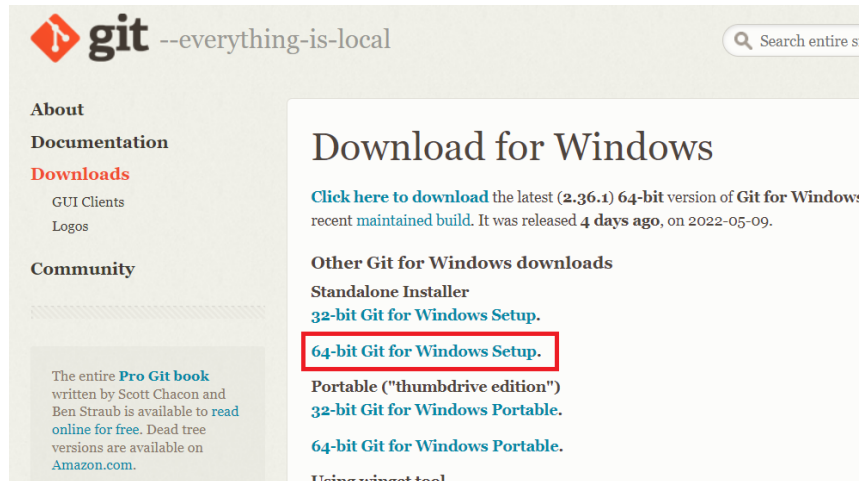 git --everything-is-local
Search entire
About
Documentation
Downloads
GUI Clients
Logos
Community
The entire Pro Git book
written by Scott Chacon and
Ben Straub is available to read
online for free. Dead tree
versions are available on
Amazon.com.
Download for Windows
Click here to download the latest (2.36.1) 64-bit version of Git for Windows
recent maintained build. It was released 4 days ago, on 2022-05-09.
Other Git for Windows downloads
Standalone Installer
32-bit Git for Windows Setup.
64-bit Git for Windows Setup.
Portable ("thumbdrive edition")
32-bit Git for Windows Portable.
64-bit Git for Windows Portable.
Using winget tool